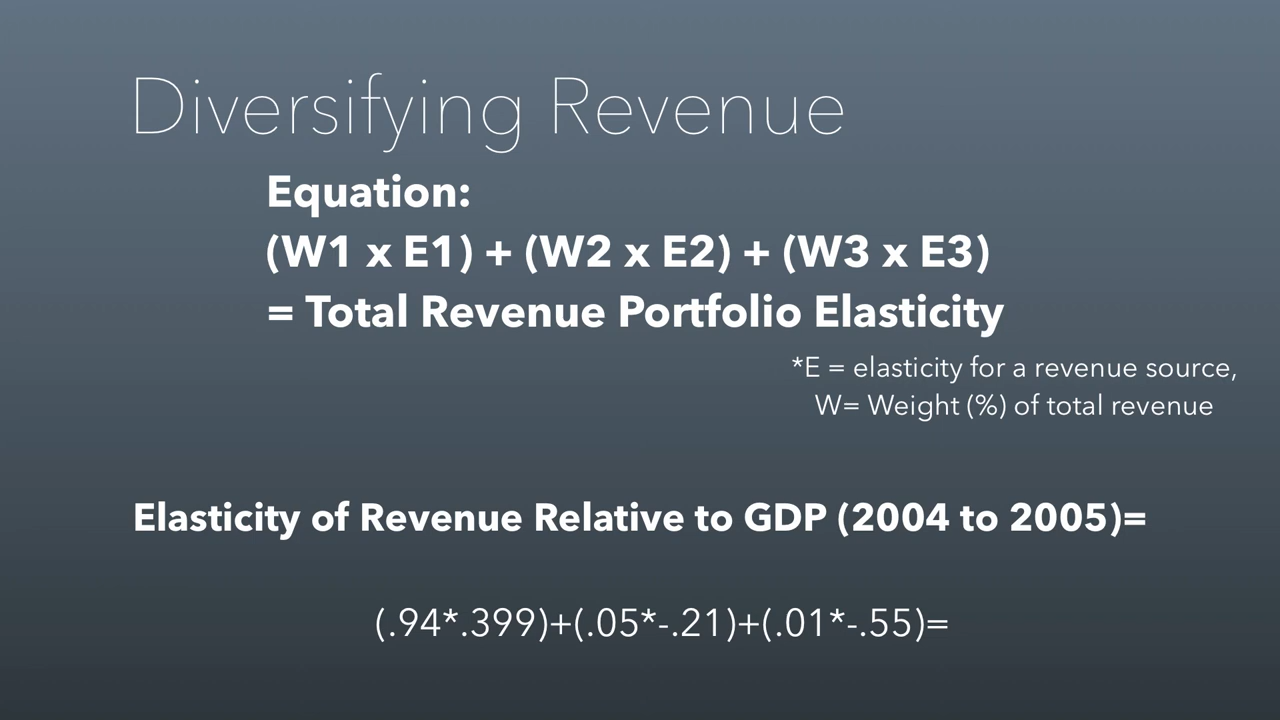 Diversifying Revenue
Equation:
(W1 x E1) + (W2 x E2) + (W3 x E3)
= Total Revenue Portfolio Elasticity
*E = elasticity for a revenue source,
W= Weight (%) of total revenue
Elasticity of Revenue Relative to GDP (2004 to 2005)=
(.94*.399)+(.05*-.21)+(.01*-.55)=